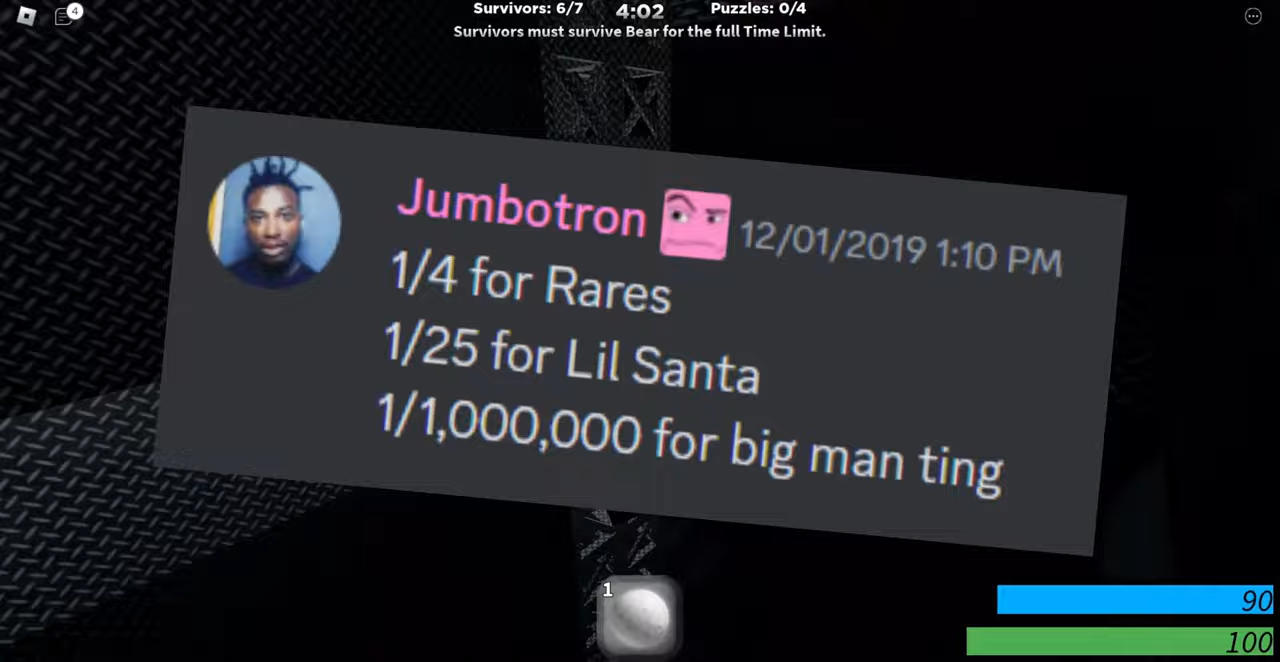 4
Survivors: 6/7 4:02 Puzzles: 0/4
Survivors must survive Bear for the full Time Limit.
Jumbotron 12/01/2019 1:10 PM
1/4 for Rares
1/25 for Lil Santa
1/1,000,000 for big man ting
1
90
100